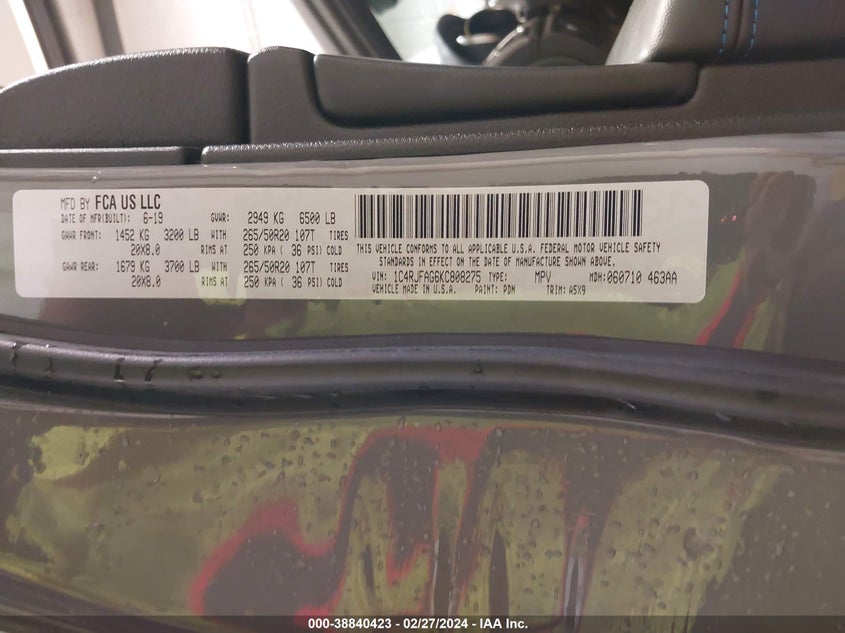 MFD BY FCA US LLC
DATE OF MFR(BUILT): 6-19 GVWR: 2949 KG 6500 LB
GAWR FRONT: 1452 KG 3200 LB WITH 265/50R20 107T TIRES
20X8.0 RIMS AT 250 KPA ( 36 PSI) COLD
GAWR REAR: 1679 KG 3700 LB WITH 265/50R20 107T TIRES
20X8.0 RIMS AT 250 KPA ( 36 PSI) COLD
THIS VEHICLE CONFORMS TO ALL APPLICABLE U.S.A. FEDERAL MOTOR VEHICLE SAFETY
STANDARDS IN EFFECT ON THE DATE OF MANUFACTURE SHOWN ABOVE.
VIN: 1C4RJFAG6KC808275 TYPE: MPV MDH:060710 463AA
VEHICLE MADE IN U.S.A. PAINT: PDN TRIM: A5X9
000-38840423 - 02/27/2024 - IAA Inc.